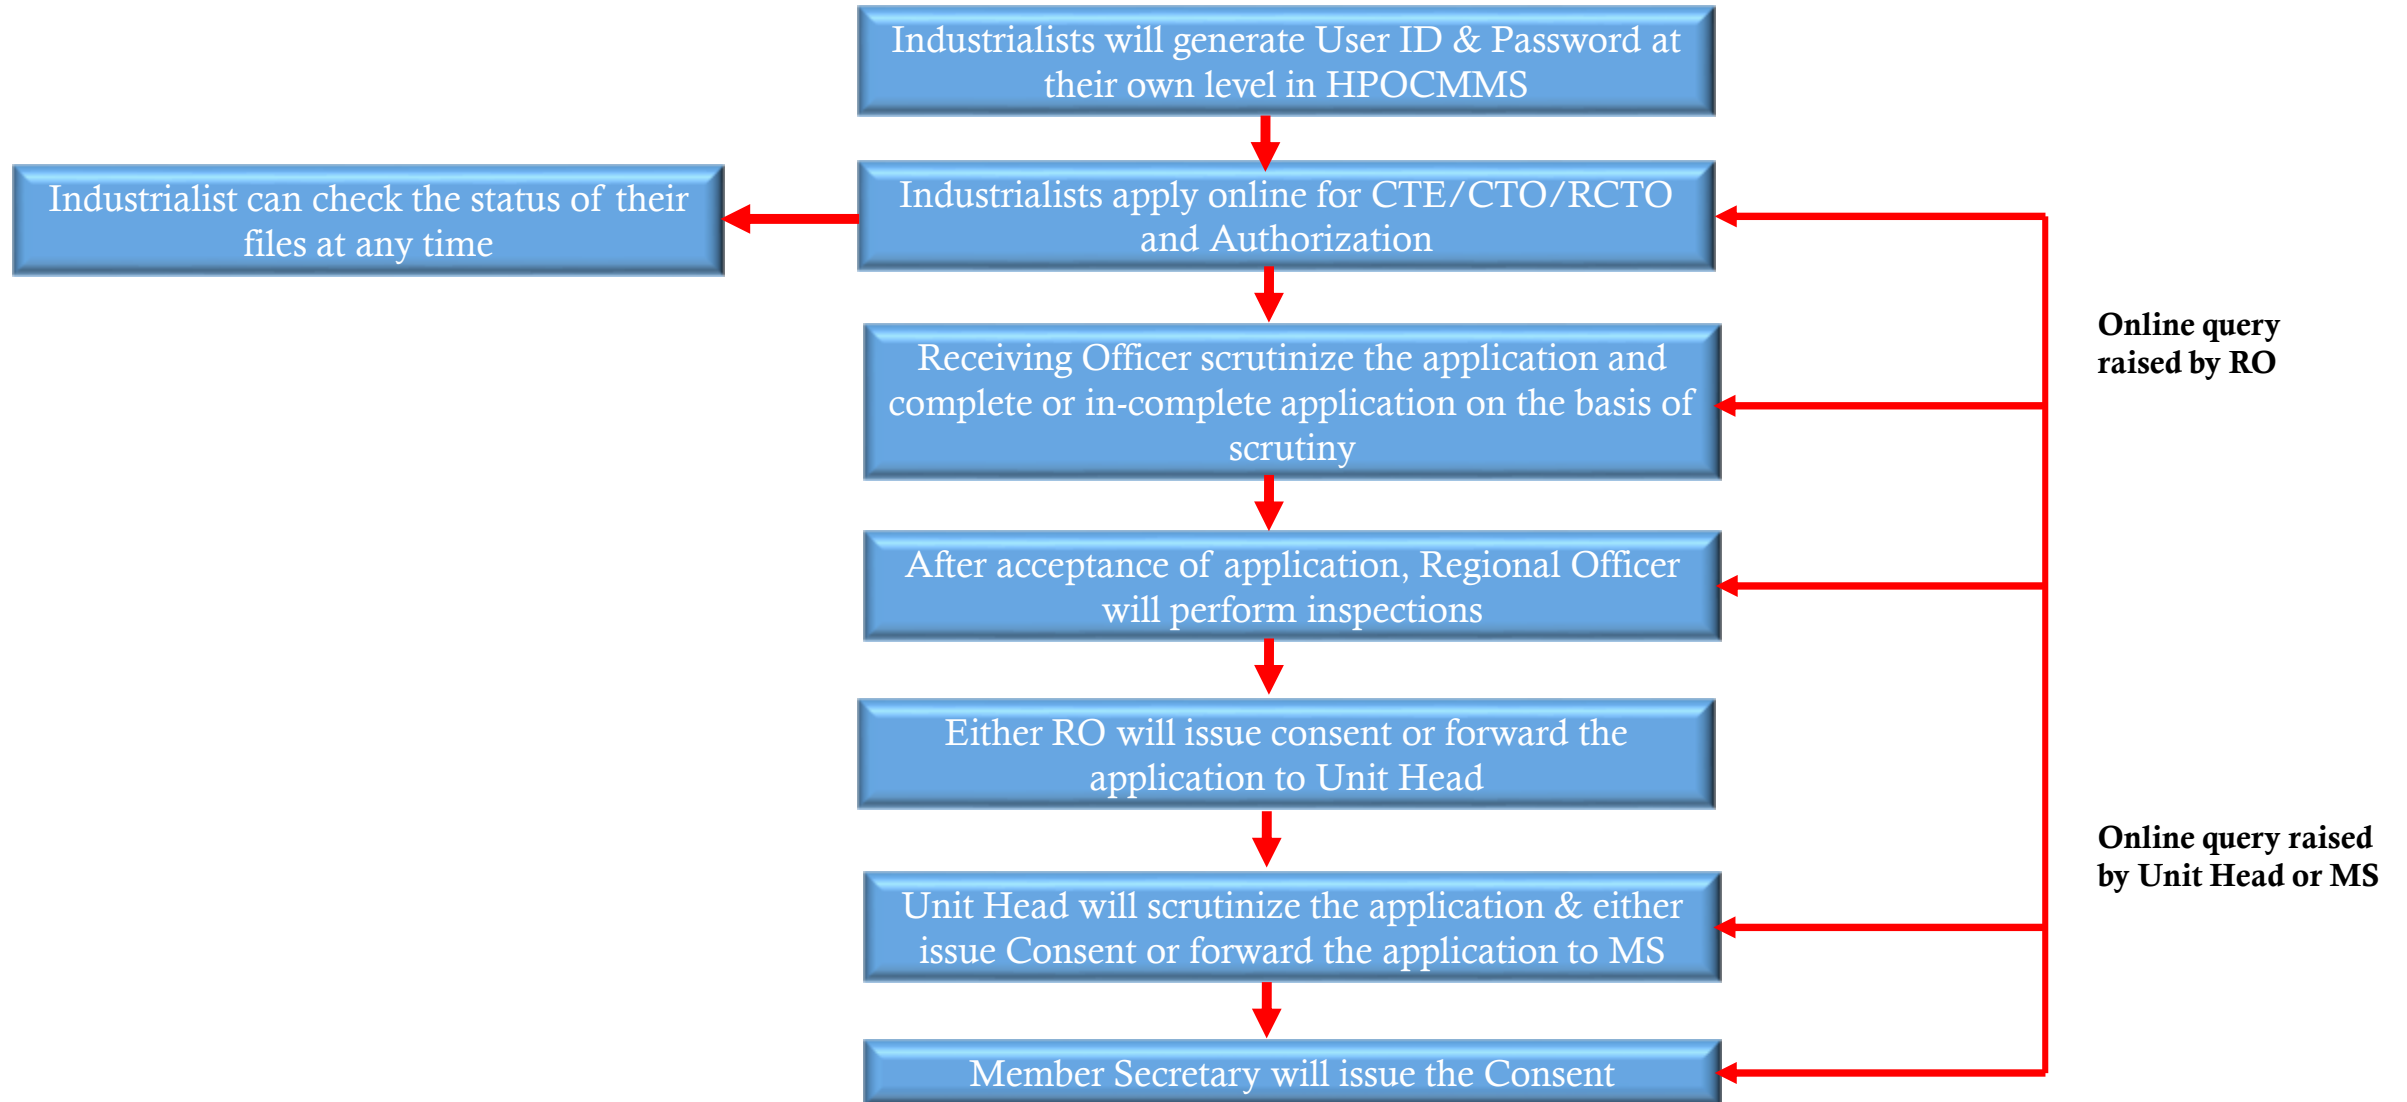 Industrialists will generate User ID & Password at
their own level in HPOCMMS
Industrialist can check the status of their
files at any time
Industrialists apply online for CTE/CTO/RCTO
and Authorization
Online query
raised by RO
Receiving Officer scrutinize the application and
complete or in-complete application on the basis of
scrutiny
After acceptance of application, Regional Officer
will perform inspections
Either RO will issue consent or forward the
application to Unit Head
Online query raised
by Unit Head or MS
Unit Head will scrutinize the application & either
issue Consent or forward the application to MS
Member Secretary will issue the Consent